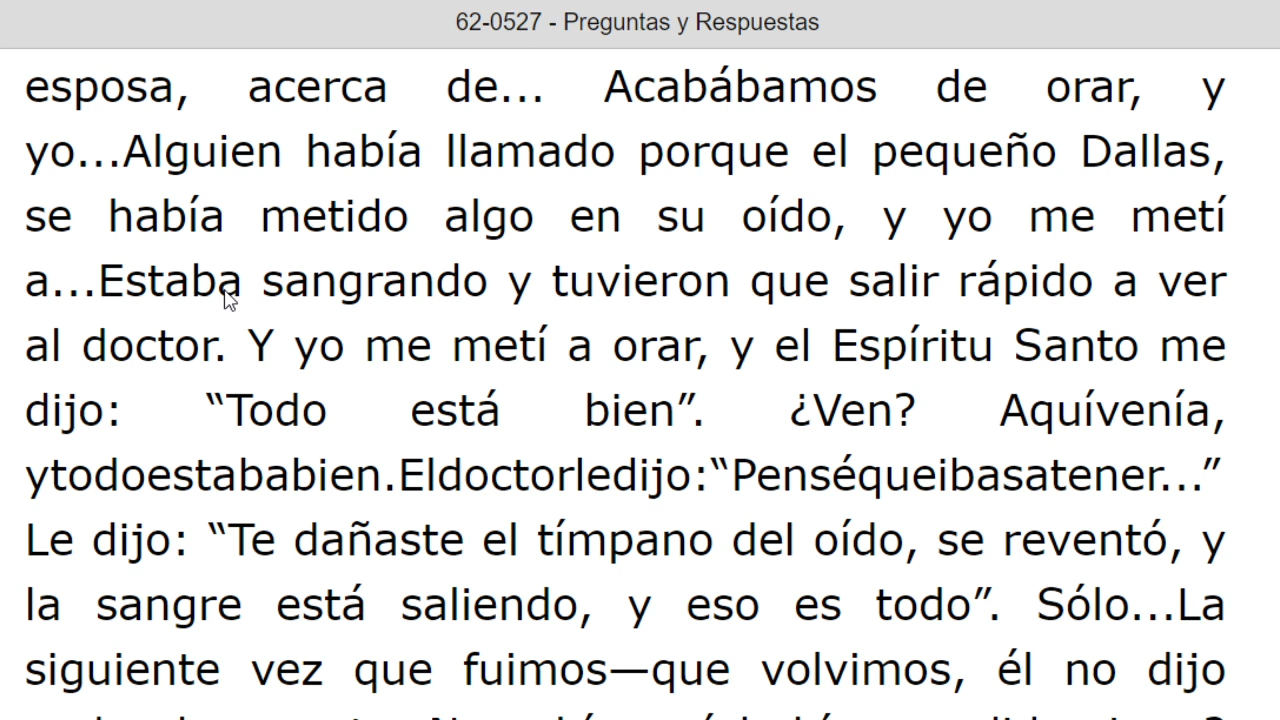 62-0527 - Preguntas y Respuestas
esposa, acerca de... Acabábamos de orar, y
yo...Alguien había llamado porque el pequeño Dallas,
se había metido algo en su oído, y yo me metí
a...Estaba sangrando y tuvieron que salir rápido a ver
al doctor. Y yo me metí a orar, y el Espíritu Santo me
dijo: “Todo está bien”. ¿Ven? Aquívenía,
ytodoestababien.Eldoctorledijo:“Penséqueibasatener...”
Le dijo: “Te dañaste el tímpano del oído, se reventó, y
la sangre está saliendo, y eso es todo”. Sólo...La
siguiente vez que fuimos—que volvimos, él no dijo